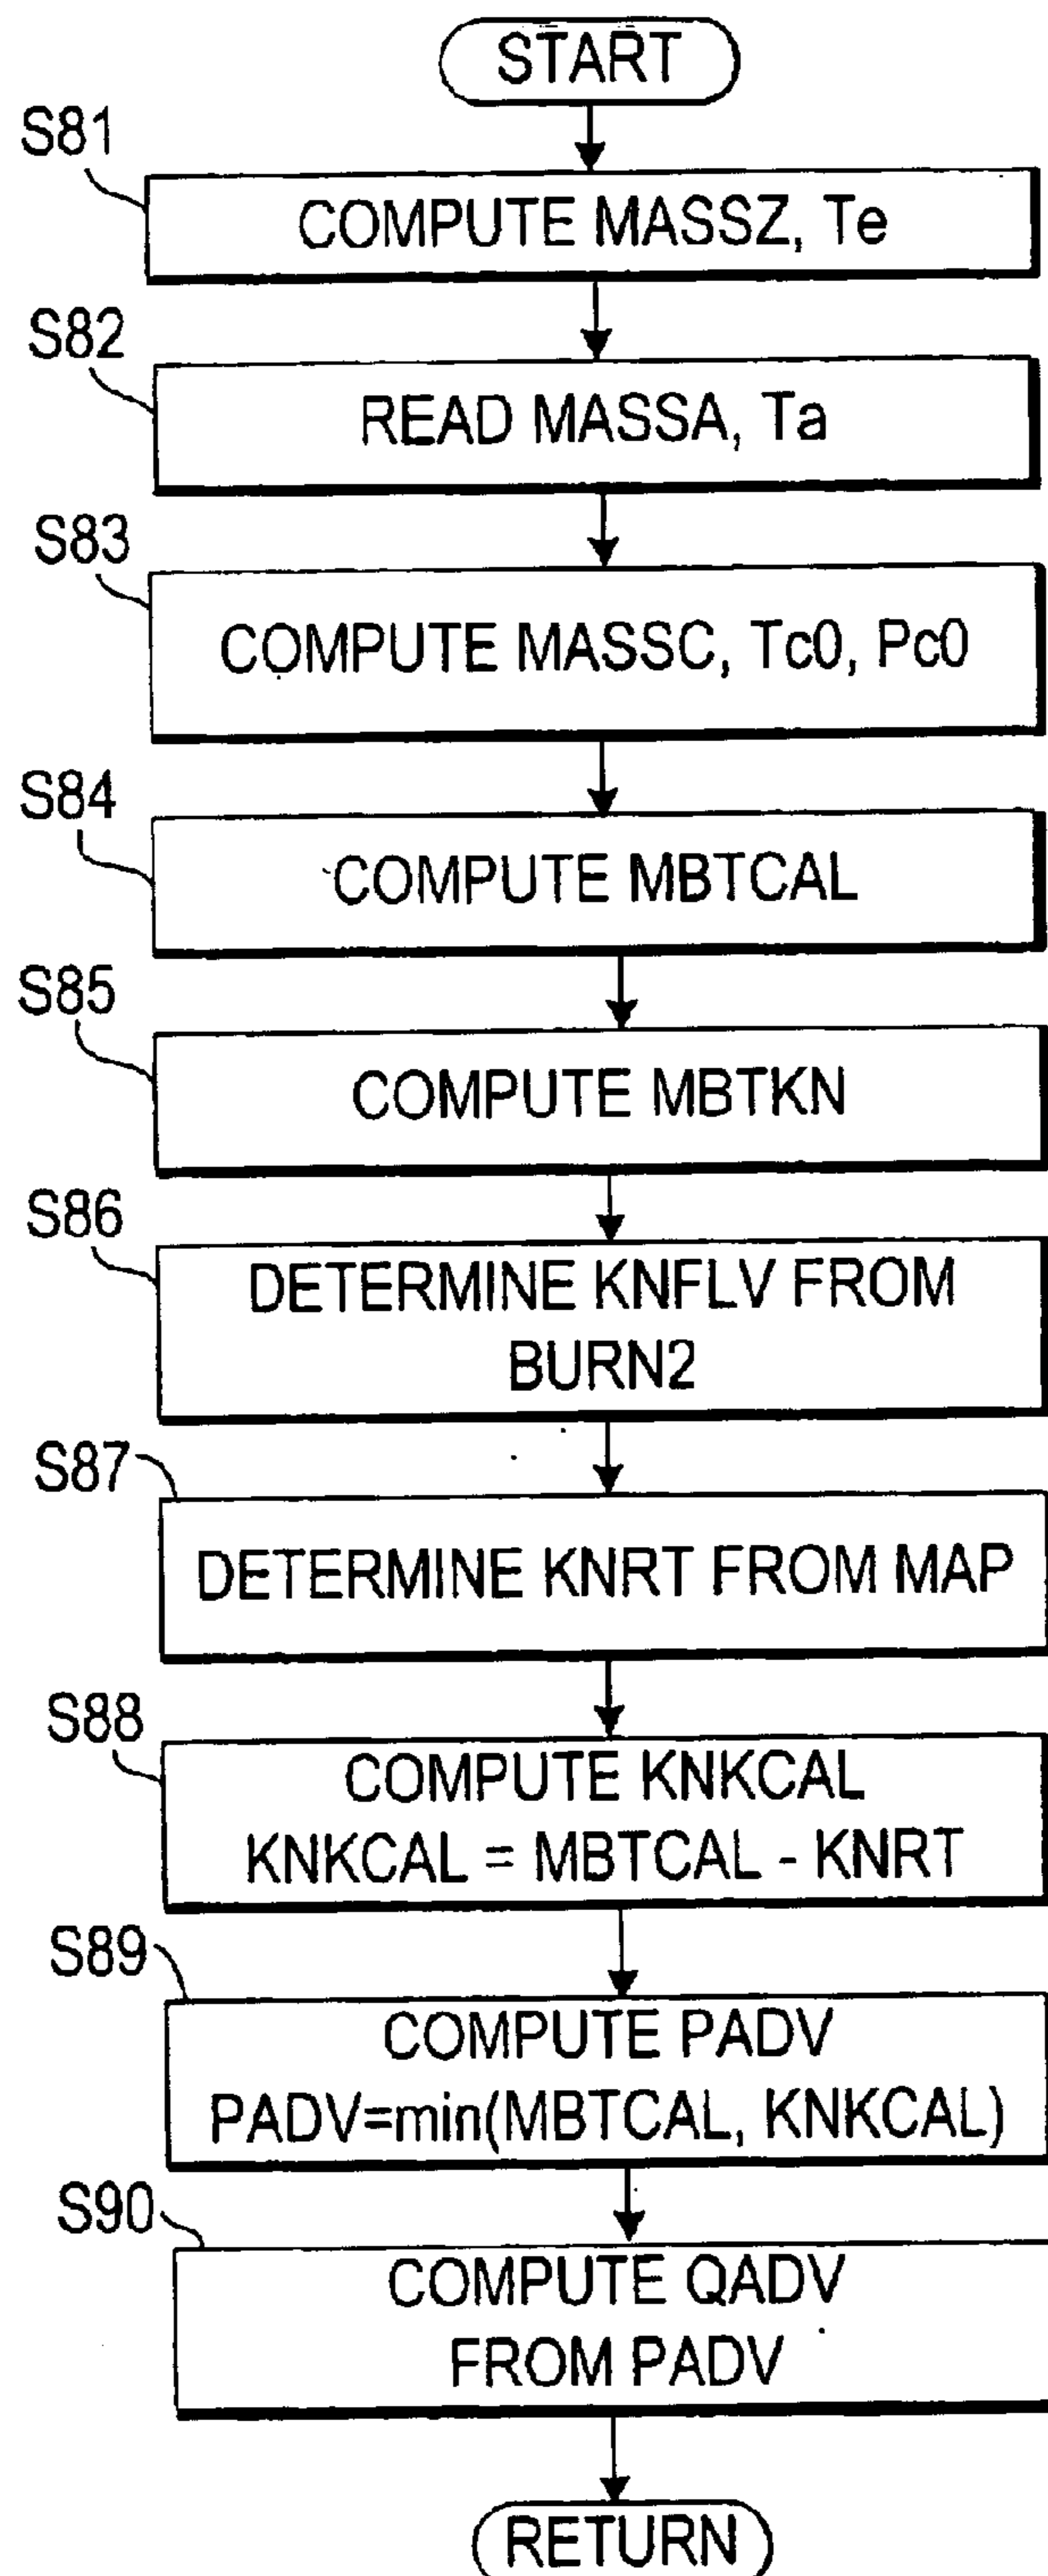 START
S81
COMPUTE MASSZ, Te
S82
READ MASSA, Ta
S83
COMPUTE MASSC, Tc0, Pc0
S84
COMPUTE MBTCAL
S85
COMPUTE MBTKN
S86
DETERMINE KNFLV FROM
BURN2
S87
DETERMINE KNRT FROM MAP
S88
COMPUTE KNKCAL
KNKCAL = MBTCAL - KNRT
S89
COMPUTE PADV
PADV=min(MBTCAL, KNKCAL)
S90
COMPUTE QADV
FROM PADV
RETURN